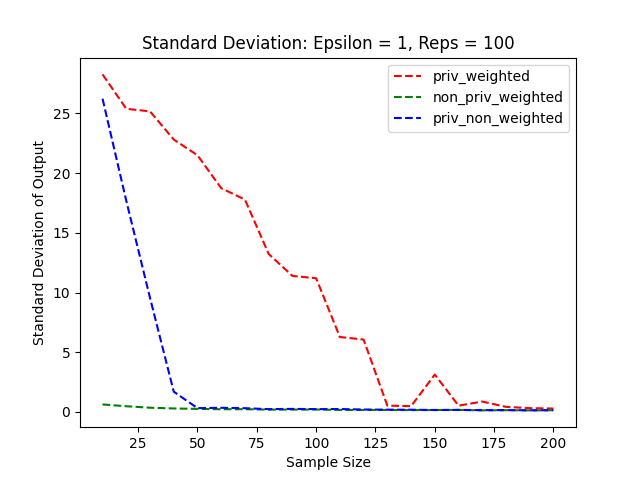 Standard Deviation: Epsilon = 1, Reps = 100
priv_weighted
non_priv_weighted
priv_non_weighted
Standard Deviation of Output
25
20
15
10
5
0
25 50 75 100 125 150 175 200
Sample Size